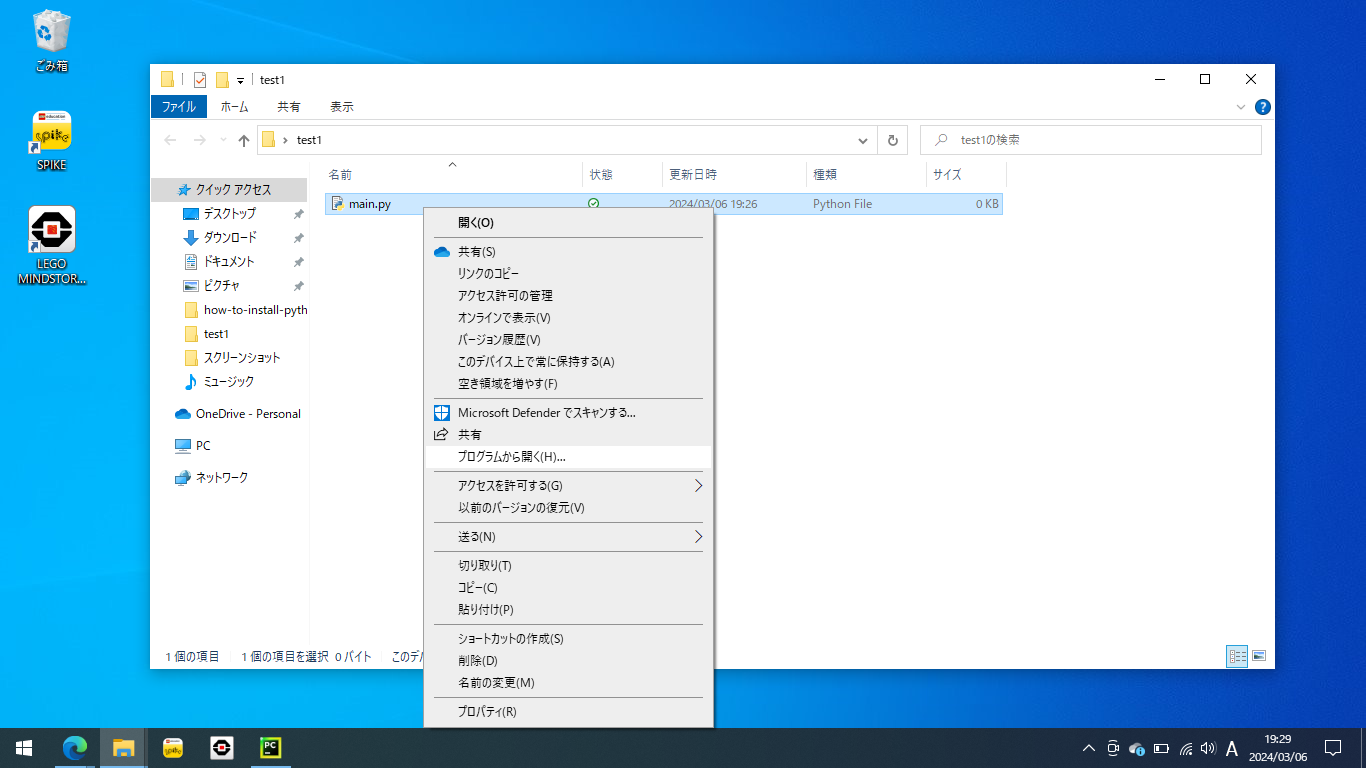 ごみ箱
LEGO education
spike
SPIKE
LEGO
MINDSTOR...
test1
ファイル
ホーム
共有
表示
test1
test1の検索
名前
状態
更新日時
種類
サイズ
main.py
2024/03/06 19:26
Python File
0 KB
クイック アクセス
デスクトップ
ダウンロード
ドキュメント
ピクチャ
how-to-install-pyth
test1
スクリーンショット
ミュージック
OneDrive - Personal
PC
ネットワーク
開く(O)
共有(S)
リンクのコピー
アクセス許可の管理
オンラインで表示(V)
バージョン履歴(V)
このデバイス上で常に保持する(A)
空き領域を増やす(F)
Microsoft Defender でスキャンする...
共有
プログラムから開く(H)...
アクセスを許可する(G)
以前のバージョンの復元(V)
送る(N)
切り取り(T)
コピー(C)
貼り付け(P)
ショートカットの作成(S)
削除(D)
名前の変更(M)
プロパティ(R)
1 個の項目
1 個の項目を選択 0 バイト
このデバ
spike
PC
A
19:29
2024/03/06